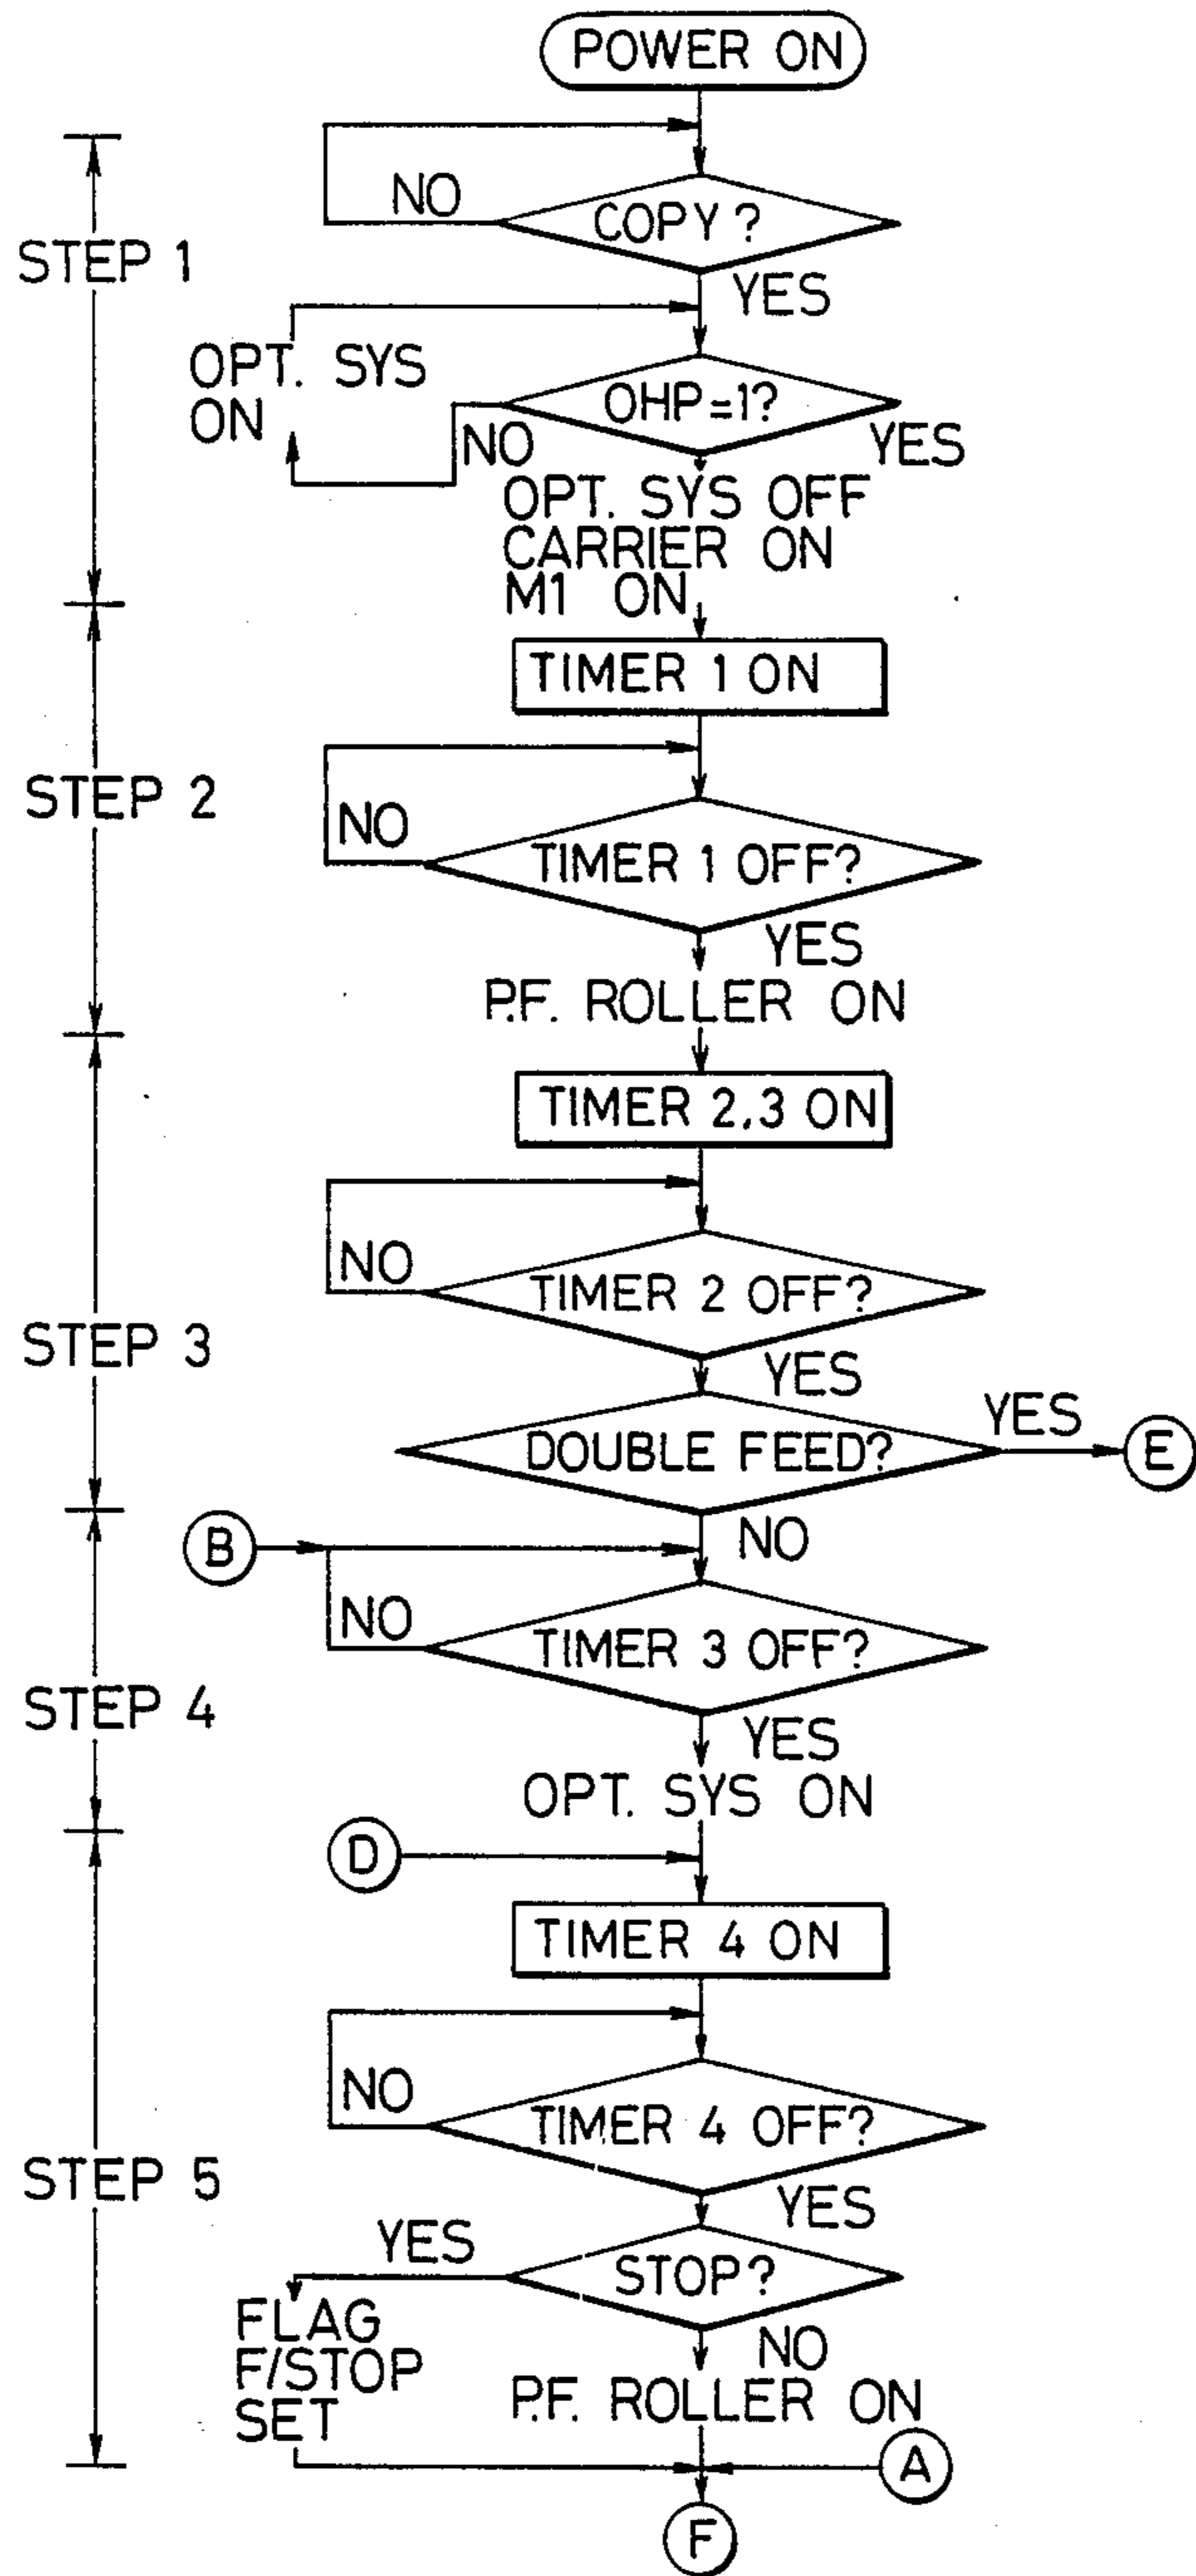 POWER ON
NO
COPY?
STEP 1
YES
OPT. SYS
ON
OHP=1?
NO
YES
OPT. SYS OFF
CARRIER ON
M1 ON
TIMER 1 ON
STEP 2
NO
TIMER 1 OFF?
YES
P.F. ROLLER ON
TIMER 2,3 ON
NO
TIMER 2 OFF?
STEP 3
YES
DOUBLE FEED?
YES
E
B
NO
NO
TIMER 3 OFF?
STEP 4
YES
OPT. SYS ON
D
TIMER 4 ON
NO
TIMER 4 OFF?
STEP 5
YES
YES
STOP?
FLAG
F/STOP
SET
NO
P.F. ROLLER ON
A
F